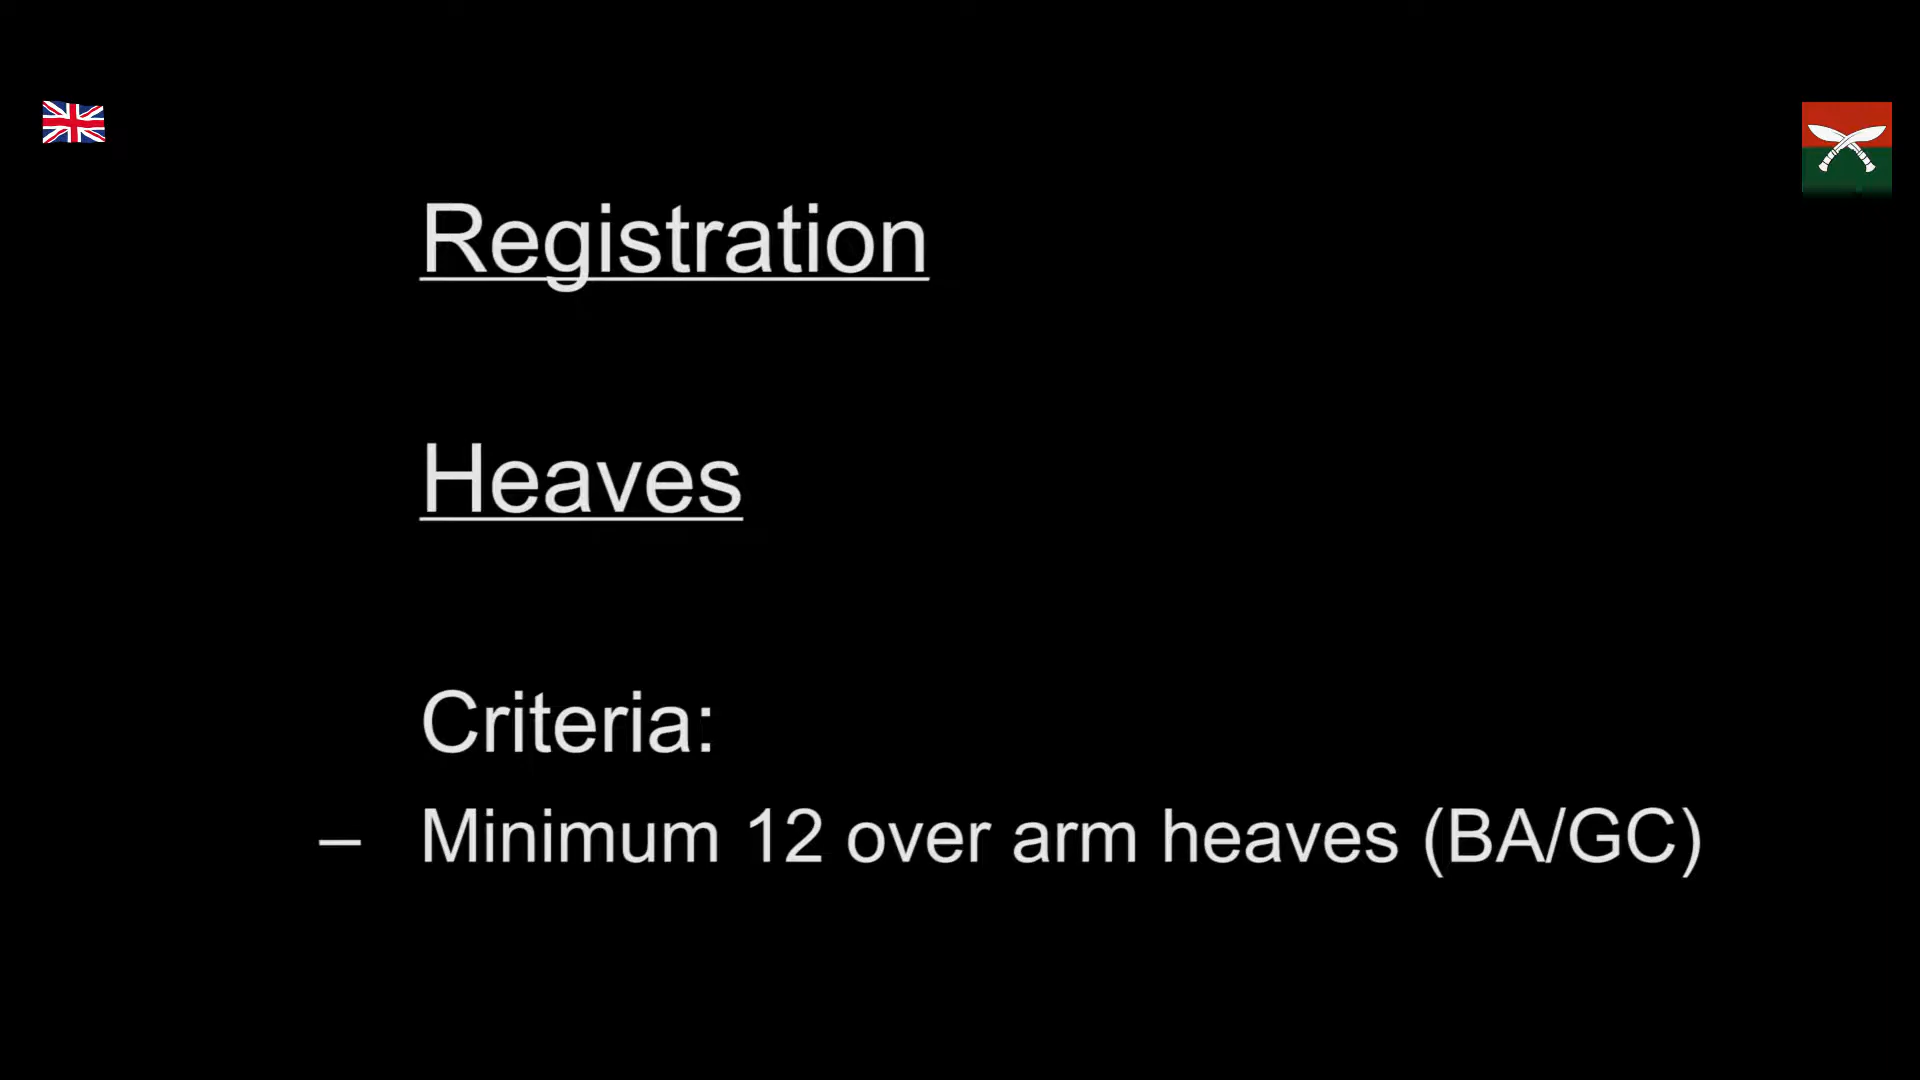 Registration
Heaves
Criteria:
– Minimum 12 over arm heaves (BA/GC)